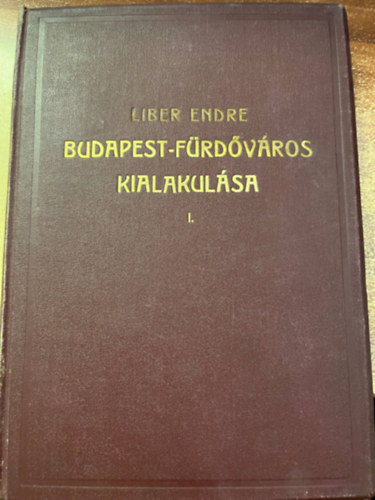 LIBER ENDRE
BUDAPEST-FÜRDŐVÁROS
KIALAKULÁSA
I.